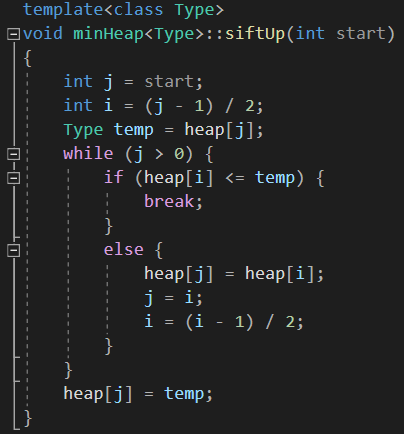 template<class Type>
void minHeap<Type>::siftUp(int start)
{
    int j = start;
    int i = (j - 1) / 2;
    Type temp = heap[j];
    while (j > 0) {
        if (heap[i] <= temp) {
            break;
        }
        else {
            heap[j] = heap[i];
            j = i;
            i = (i - 1) / 2;
        }
    }
    heap[j] = temp;
}